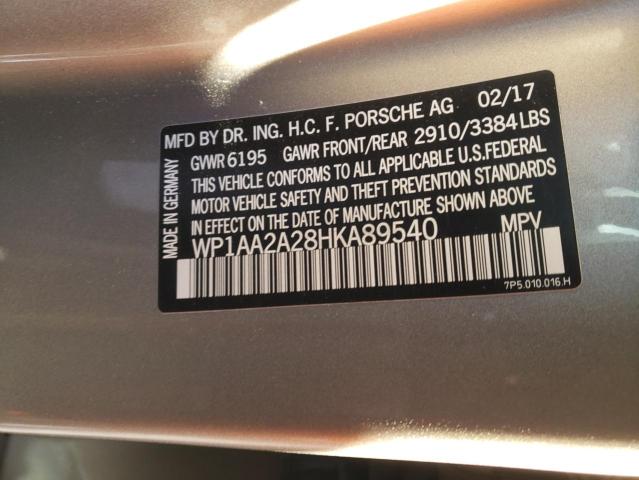 MFD BY DR. ING. H.C. F. PORSCHE AG 02/17
GVWR 6195 GAWR FRONT/REAR 2910/3384 LBS
THIS VEHICLE CONFORMS TO ALL APPLICABLE U.S.FEDERAL
MOTOR VEHICLE SAFETY AND THEFT PREVENTION STANDARDS
IN EFFECT ON DATE OF MANUFACTURE SHOWN ABOVE
WP1AA2A28HKA89540 MPV
7P5.010.016.H
MADE IN GERMANY